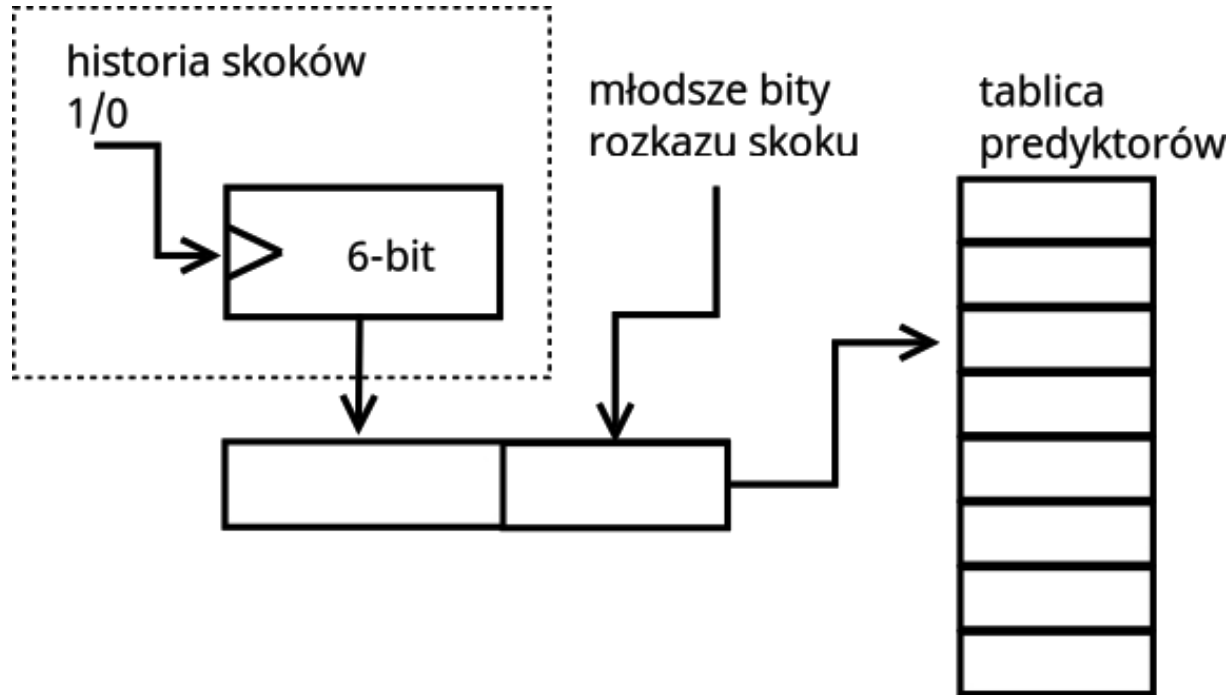 historia skoków
1/0
młodsze bity
rozkazu skoku
tablica
predyktorów
6-bit